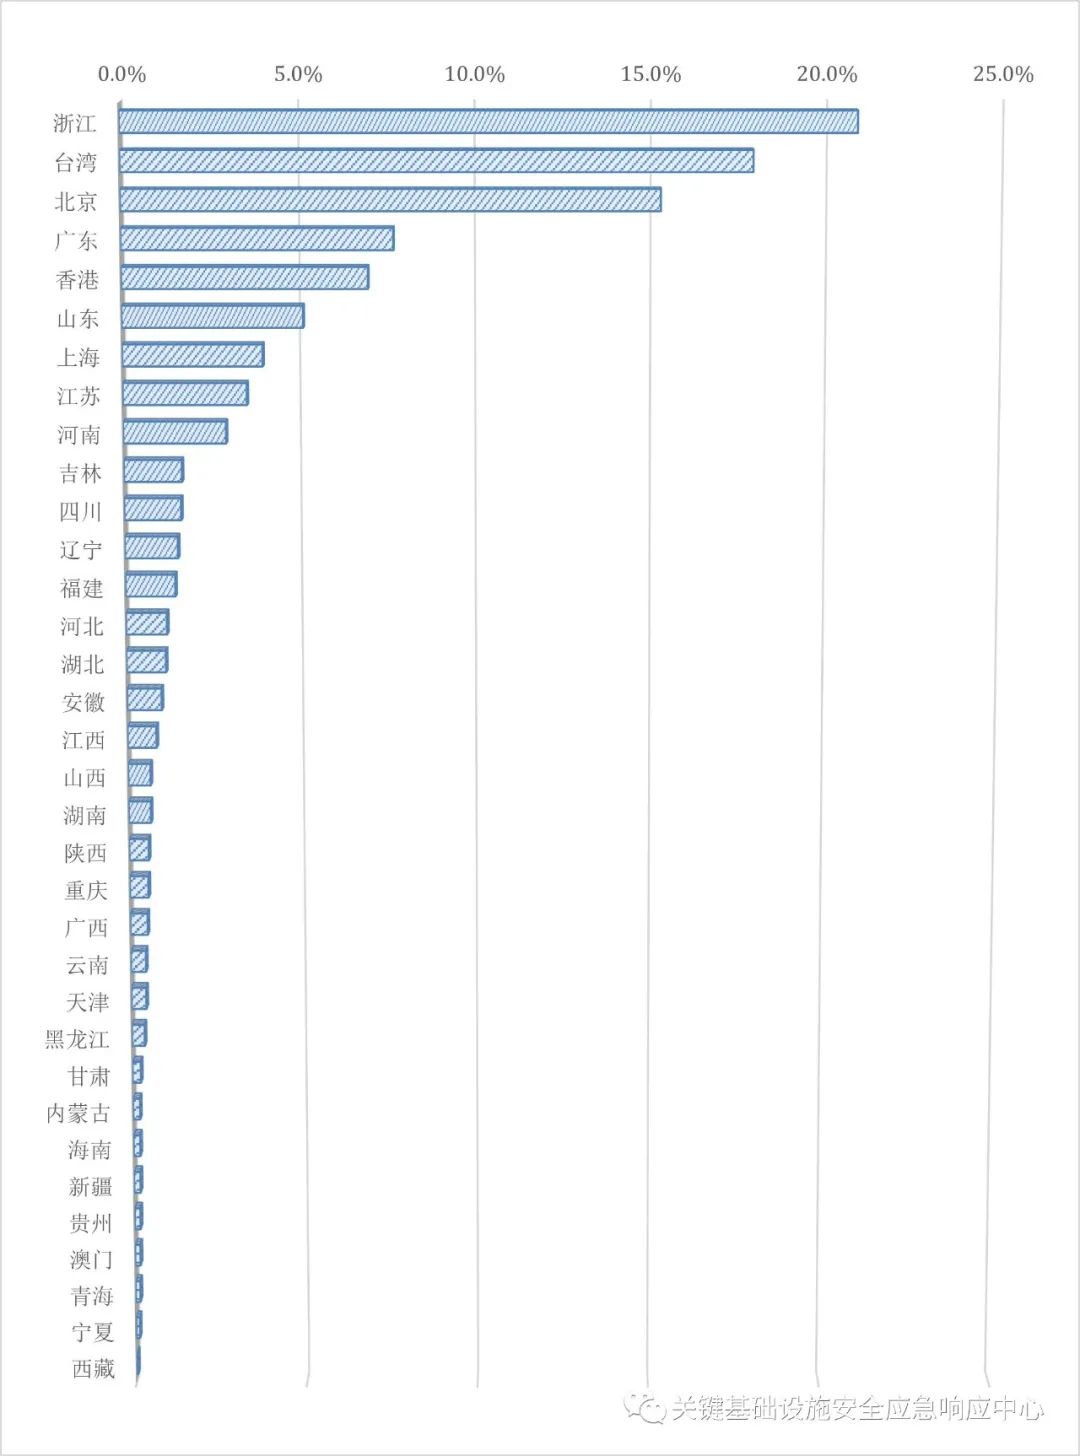 0.0% 5.0% 10.0% 15.0% 20.0% 25.0%
浙江
台湾
北京
广东
香港
山东
上海
江苏
河南
吉林
四川
辽宁
福建
河北
湖北
安徽
江西
山西
湖南
陕西
重庆
广西
云南
天津
黑龙江
甘肃
内蒙古
海南
新疆
贵州
澳门
青海
宁夏
西藏
关键基础设施安全应急响应中心